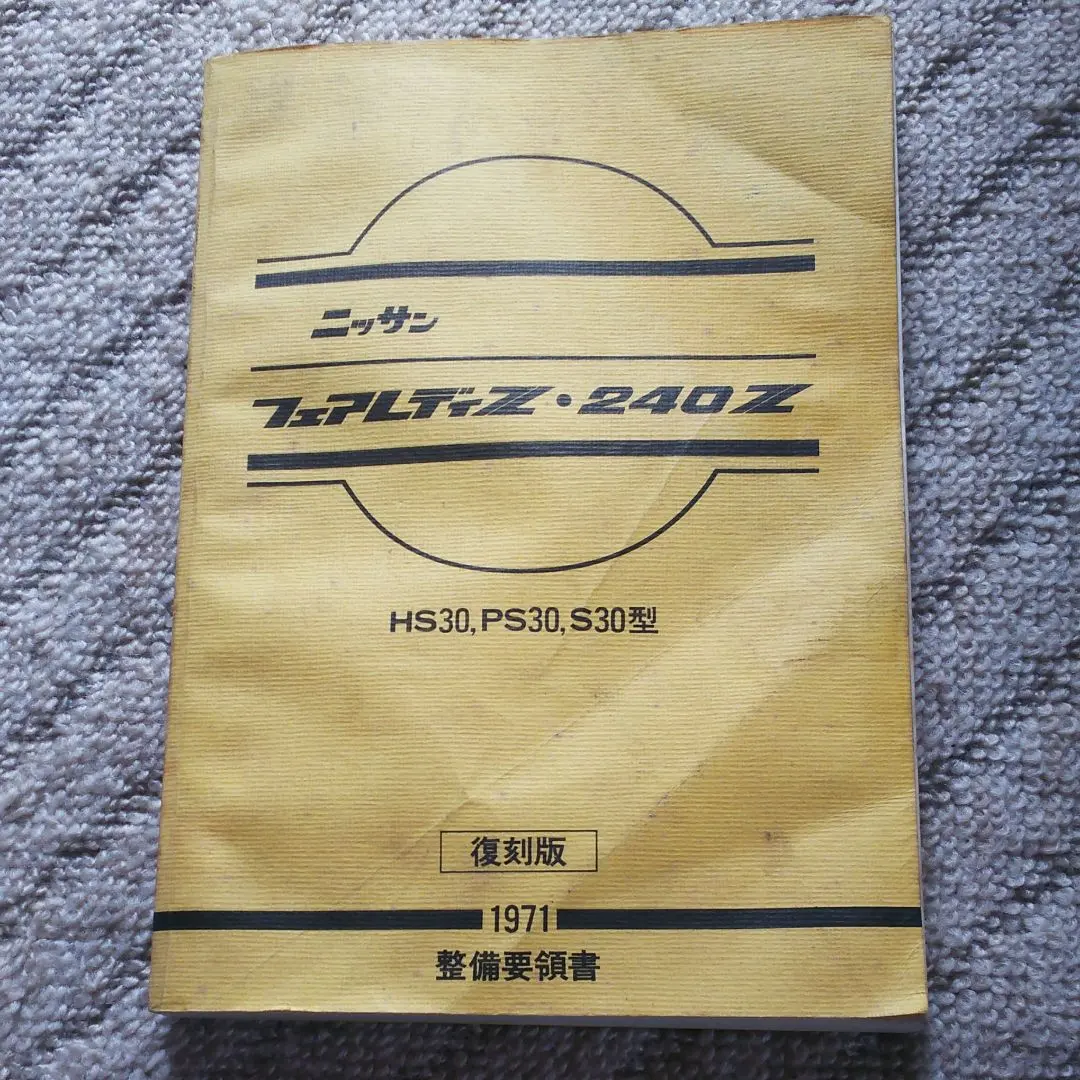 ニッサン
フェアレディZ・240Z
HS30,PS30,S30型
復刻版
1971
整備要領書